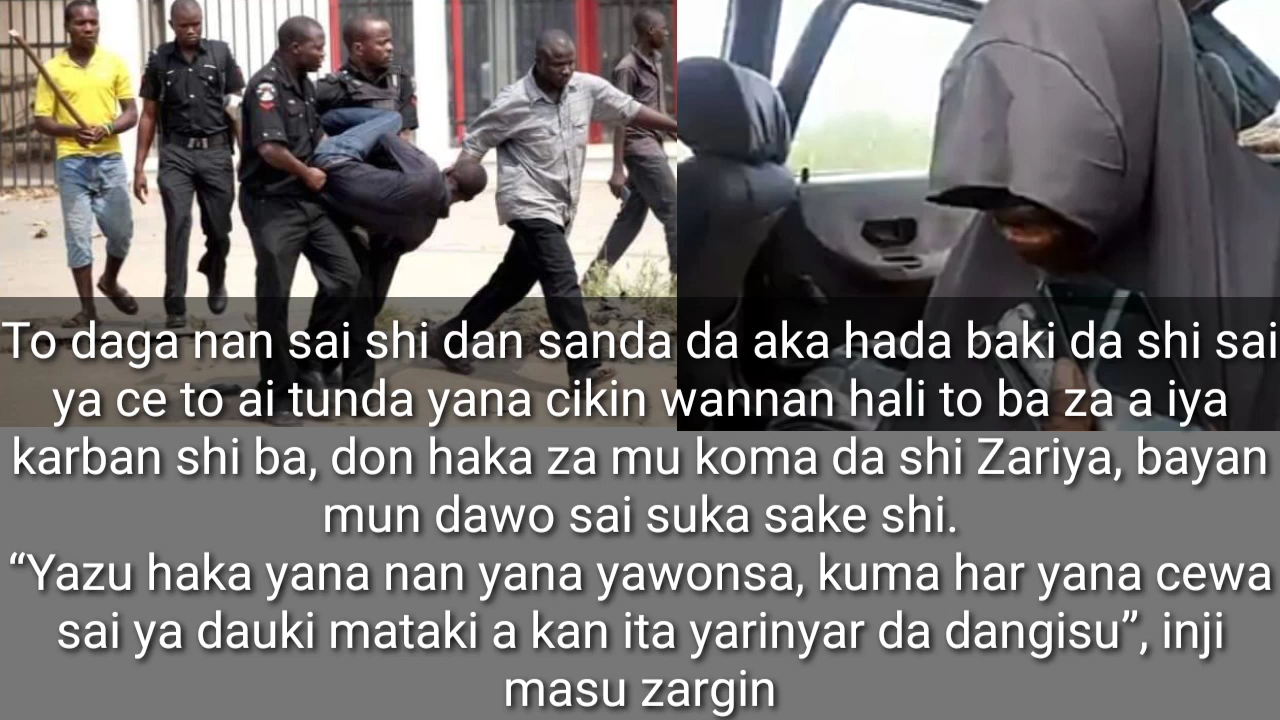 To daga nan sai shi dan sanda da aka hada baki da shi sai
ya ce to ai tunda yana cikin wannan hali to ba za a iya
karban shi ba, don haka za mu koma da shi Zariya, bayan
mun dawo sai suka sake shi.
“Yazu haka yana nan yana yawonsa, kuma har yana cewa
sai ya dauki mataki a kan ita yarinyar da dangisu”, inji
masu zargin